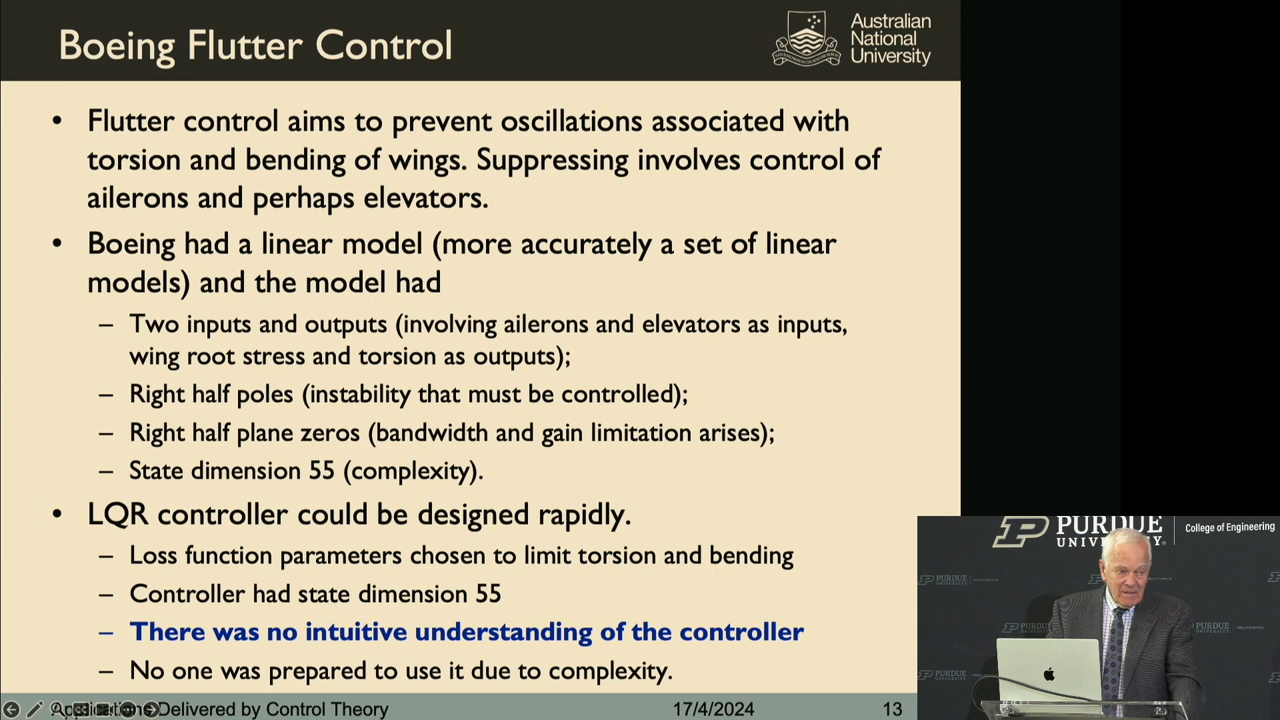 Boeing Flutter Control
Australian
National
University
• Flutter control aims to prevent oscillations associated with
torsion and bending of wings. Suppressing involves control of
ailerons and perhaps elevators.
• Boeing had a linear model (more accurately a set of linear
models) and the model had
– Two inputs and outputs (involving ailerons and elevators as inputs,
wing root stress and torsion as outputs);
– Right half poles (instability that must be controlled);
– Right half plane zeros (bandwidth and gain limitation arises);
– State dimension 55 (complexity).
• LQR controller could be designed rapidly.
– Loss function parameters chosen to limit torsion and bending
– Controller had state dimension 55
– There was no intuitive understanding of the controller
– No one was prepared to use it due to complexity.
Applications Delivered by Control Theory
17/4/2024
13
PURDUE
UNIVERSITY
College of Engineering
PURDUE
PURDUE
PURDUE
PURDUE